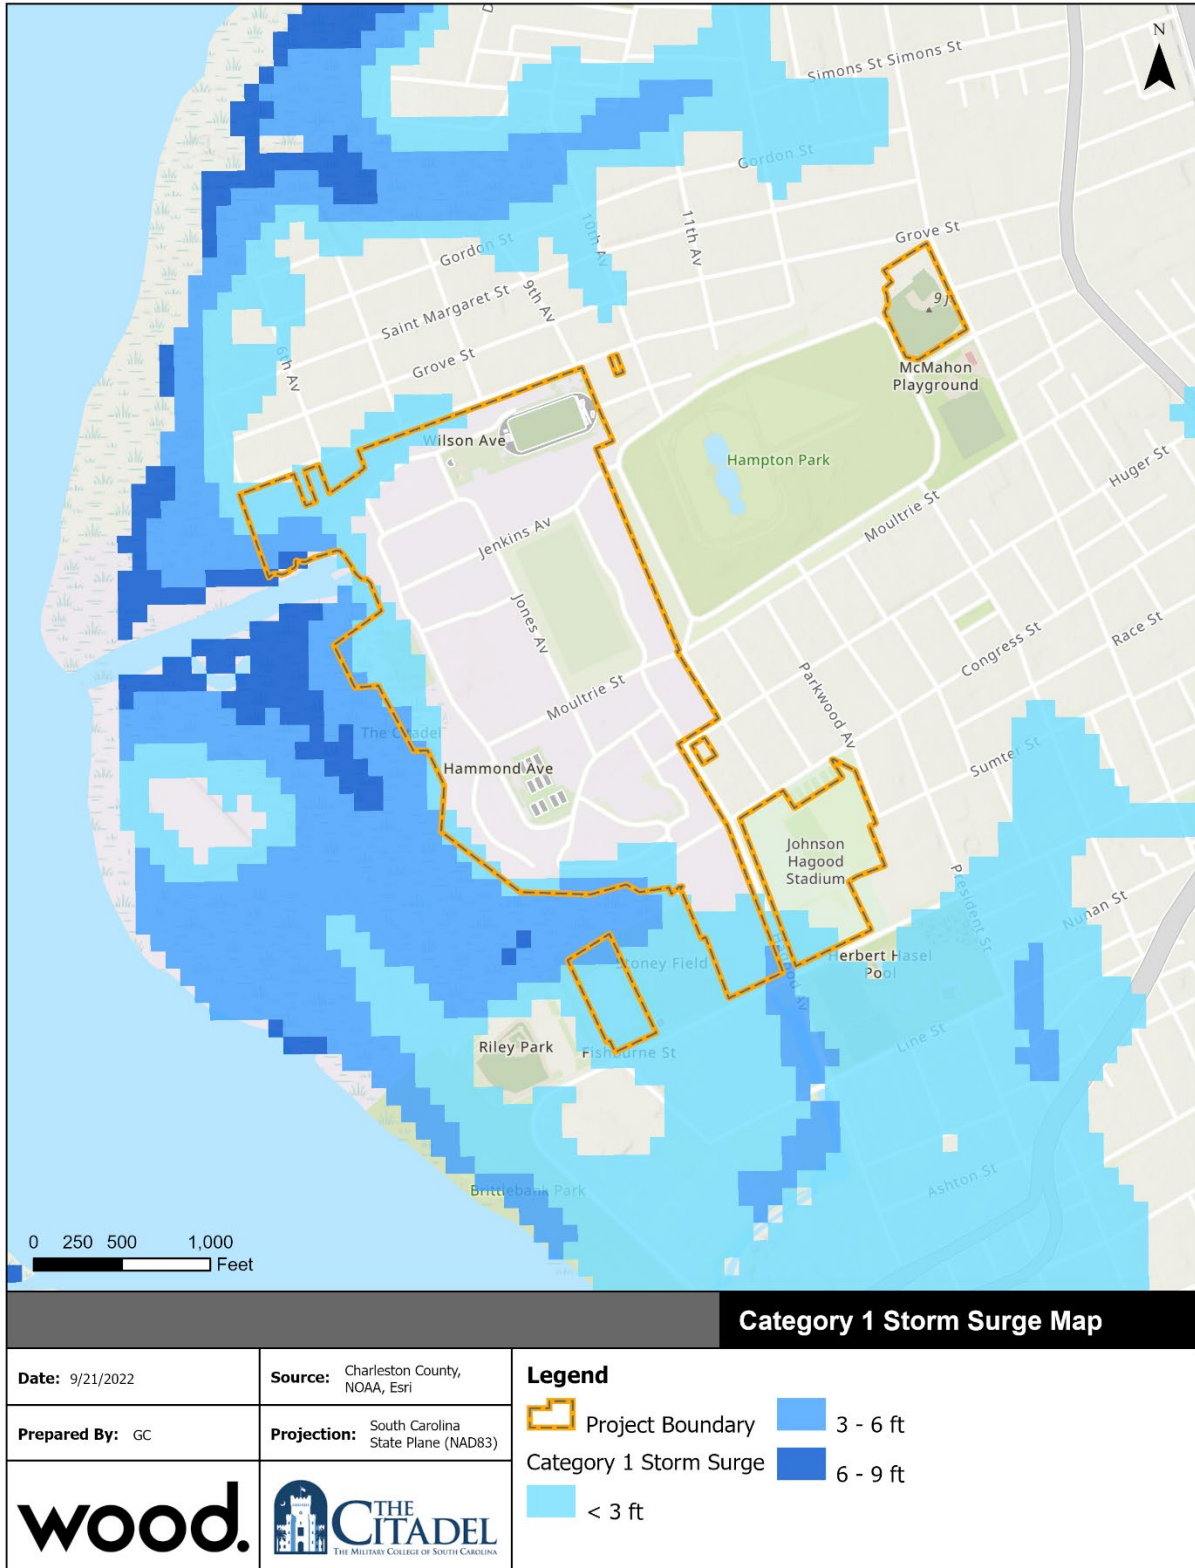 N
Simons St Simons St
Gordon St
10th Av
11th Av
Grove St
Gordon St
9th Av
Saint Margaret St
6th Av
Grove St
McMahon
Playground
Wilson Ave
Hampton Park
Huger St
Moultrie St
Jenkins Av
Jones Av
Race St
Congress St
Moultrie St
Parkwood Av
The Citadel
Sumter St
Hammond Ave
Johnson
Hagood
Stadium
President St
Nunan St
Stoney Field
Hagood Av
Herbert Hasel
Pool
Line St
Riley Park
Fishburne St
Ashton St
Brittlebank Park
0 250 500 1,000
Feet
Category 1 Storm Surge Map
Date: 9/21/2022
Source: Charleston County,
NOAA, Esri
Prepared By: GC
Projection: South Carolina
State Plane (NAD83)
Legend
Project Boundary
3 - 6 ft
Category 1 Storm Surge
6 - 9 ft
< 3 ft
wood.
THE
CITADEL
THE MILITARY COLLEGE OF SOUTH CAROLINA